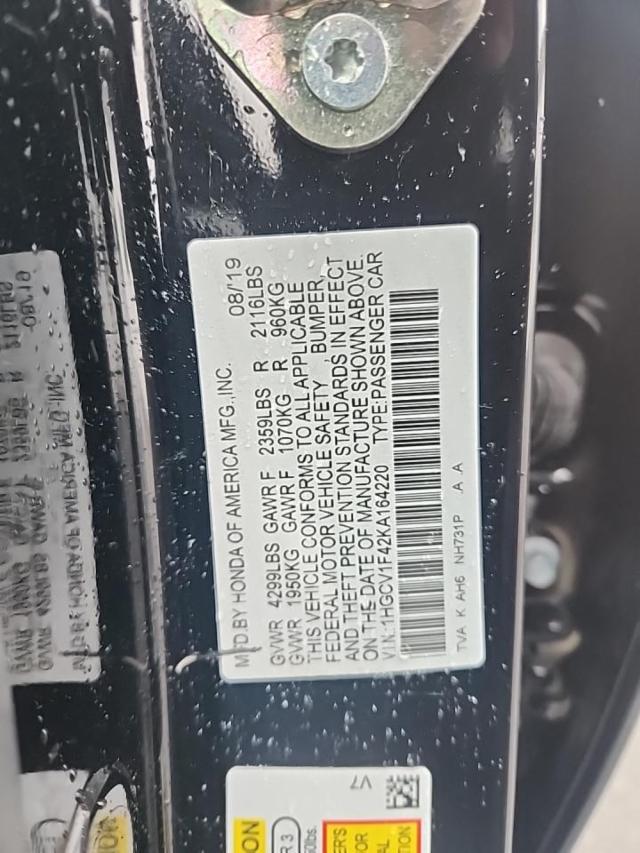 MFD.BY HONDA OF AMERICA MFG.,INC. 08/'19
GVWR 4299LBS GAWR F 2359LBS R 2116LBS
GVWR 1950KG GAWR F 1070KG R 960KG
THIS VEHICLE CONFORMS TO ALL APPLICABLE
FEDERAL MOTOR VEHICLE SAFETY , BUMPER,
AND THEFT PREVENTION STANDARDS IN EFFECT
ON THE DATE OF MANUFACTURE SHOWN ABOVE.
V.I.N.:1HGCV1F42KA164220 TYPE:PASSENGER CAR
TVA K AH6 NH731P .A .A
V7